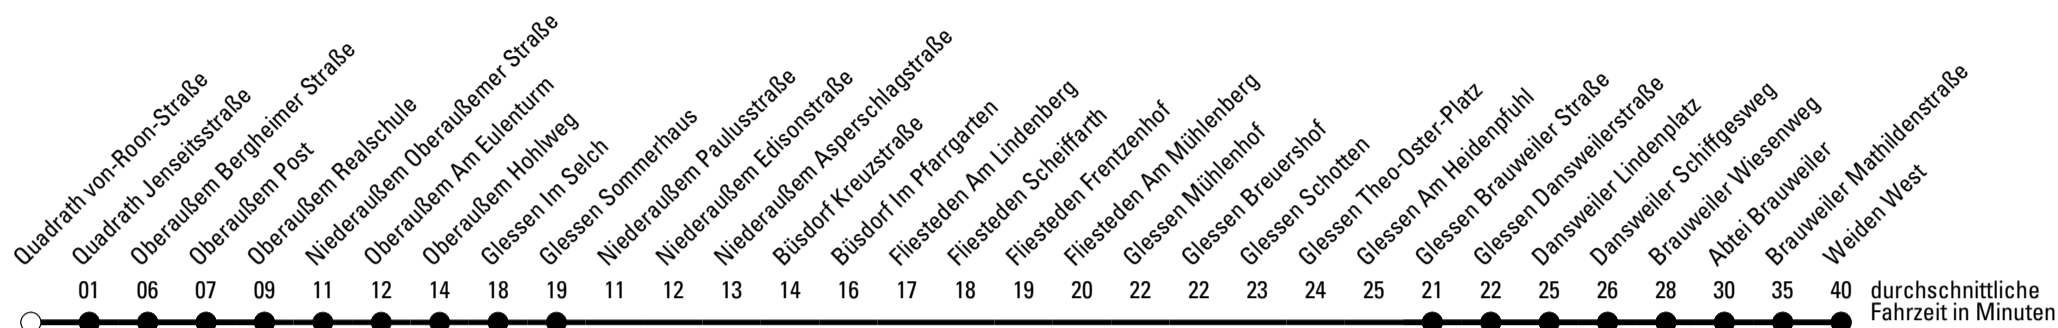 Quadrath von-Roon-Straße
Quadrath Jenseitsstraße
Oberaußem Bergheimer Straße
Oberaußem Post
Oberaußem Realschule
Niederaußem Oberaußemer Straße
Oberaußem Am Eulenturm
Oberaußem Hohlweg
Glessen Im Selch
Glessen Sommerhaus
Niederaußem Paulusstraße
Niederaußem Edisonstraße
Niederaußem Asperschlagstraße
Büsdorf Kreuzstraße
Büsdorf Im Pfarrgarten
Fliesteden Am Lindenberg
Fliesteden Scheiffarth
Fliesteden Frentzenhof
Fliesteden Am Mühlenberg
Glessen Mühlenhof
Glessen Breuershof
Glessen Schotten
Glessen Theo-Oster-Platz
Glessen Am Heidenpfuhl
Glessen Brauweiler Straße
Glessen Dansweilerstraße
Dansweiler Lindenplatz
Dansweiler Schiffgesweg
Brauweiler Wiesenweg
Abtei Brauweiler
Brauweiler Mathildenstraße
Weiden West
01 06 07 09 11 12 14 18 19 11 12 13 14 16 17 18 19 20 22 22 23 24 25 21 22 25 26 28 30 35 40 durchschnittliche
Fahrzeit in Minuten